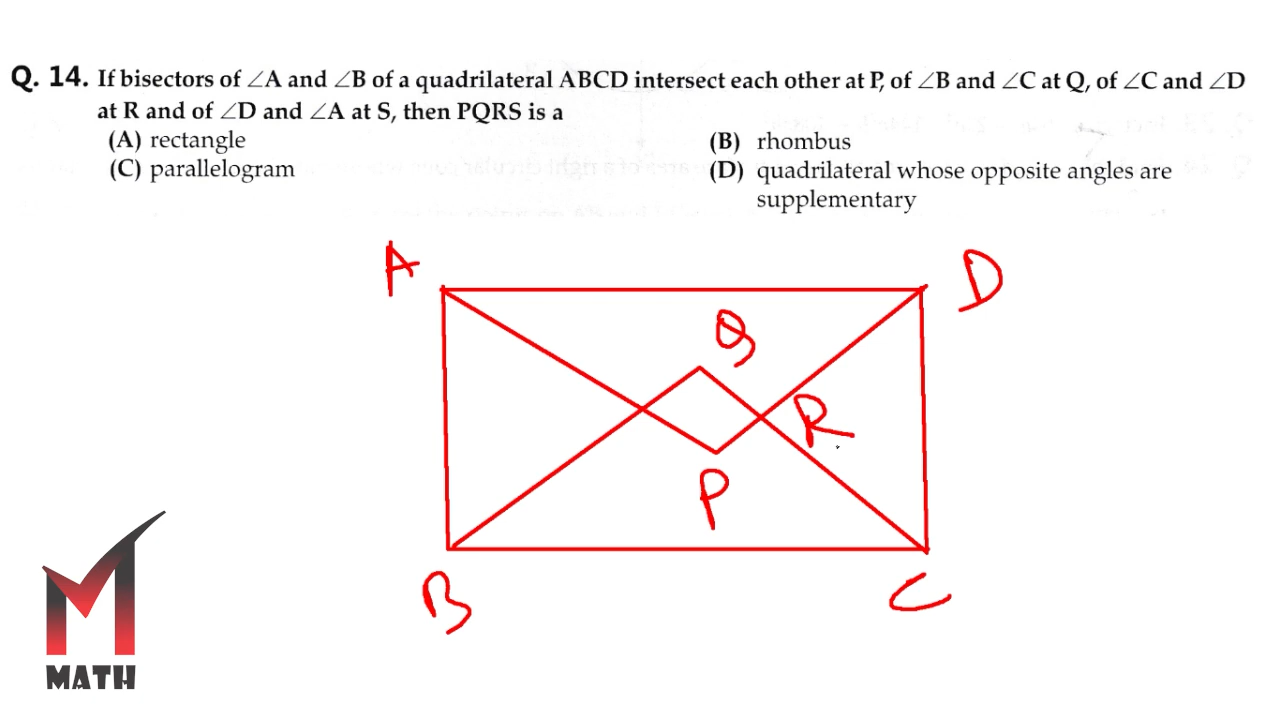 Q. 14. If bisectors of ∠A and ∠B of a quadrilateral ABCD intersect each other at P, of ∠B and ∠C at Q, of ∠C and ∠D
at R and of ∠D and ∠A at S, then PQRS is a
(A) rectangle (B) rhombus
(C) parallelogram (D) quadrilateral whose opposite angles are
supplementary
A D
Q
R
P
B C
M
MATH